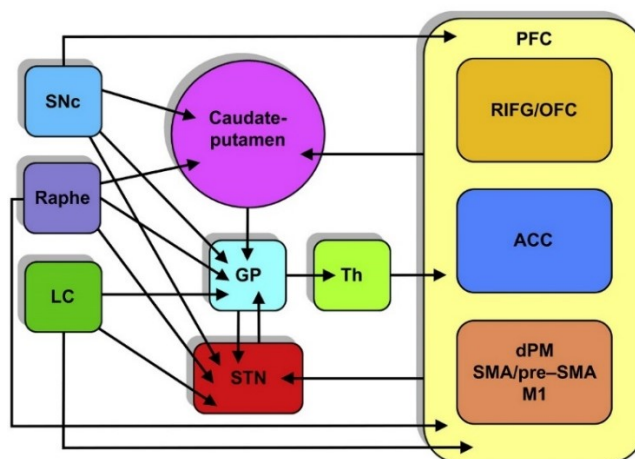 PFC
SNc
RIFG/OFC
Caudate-
putamen
Raphe
ACC
GP
Th
LC
dPM
SMA/pre–SMA
M1
STN